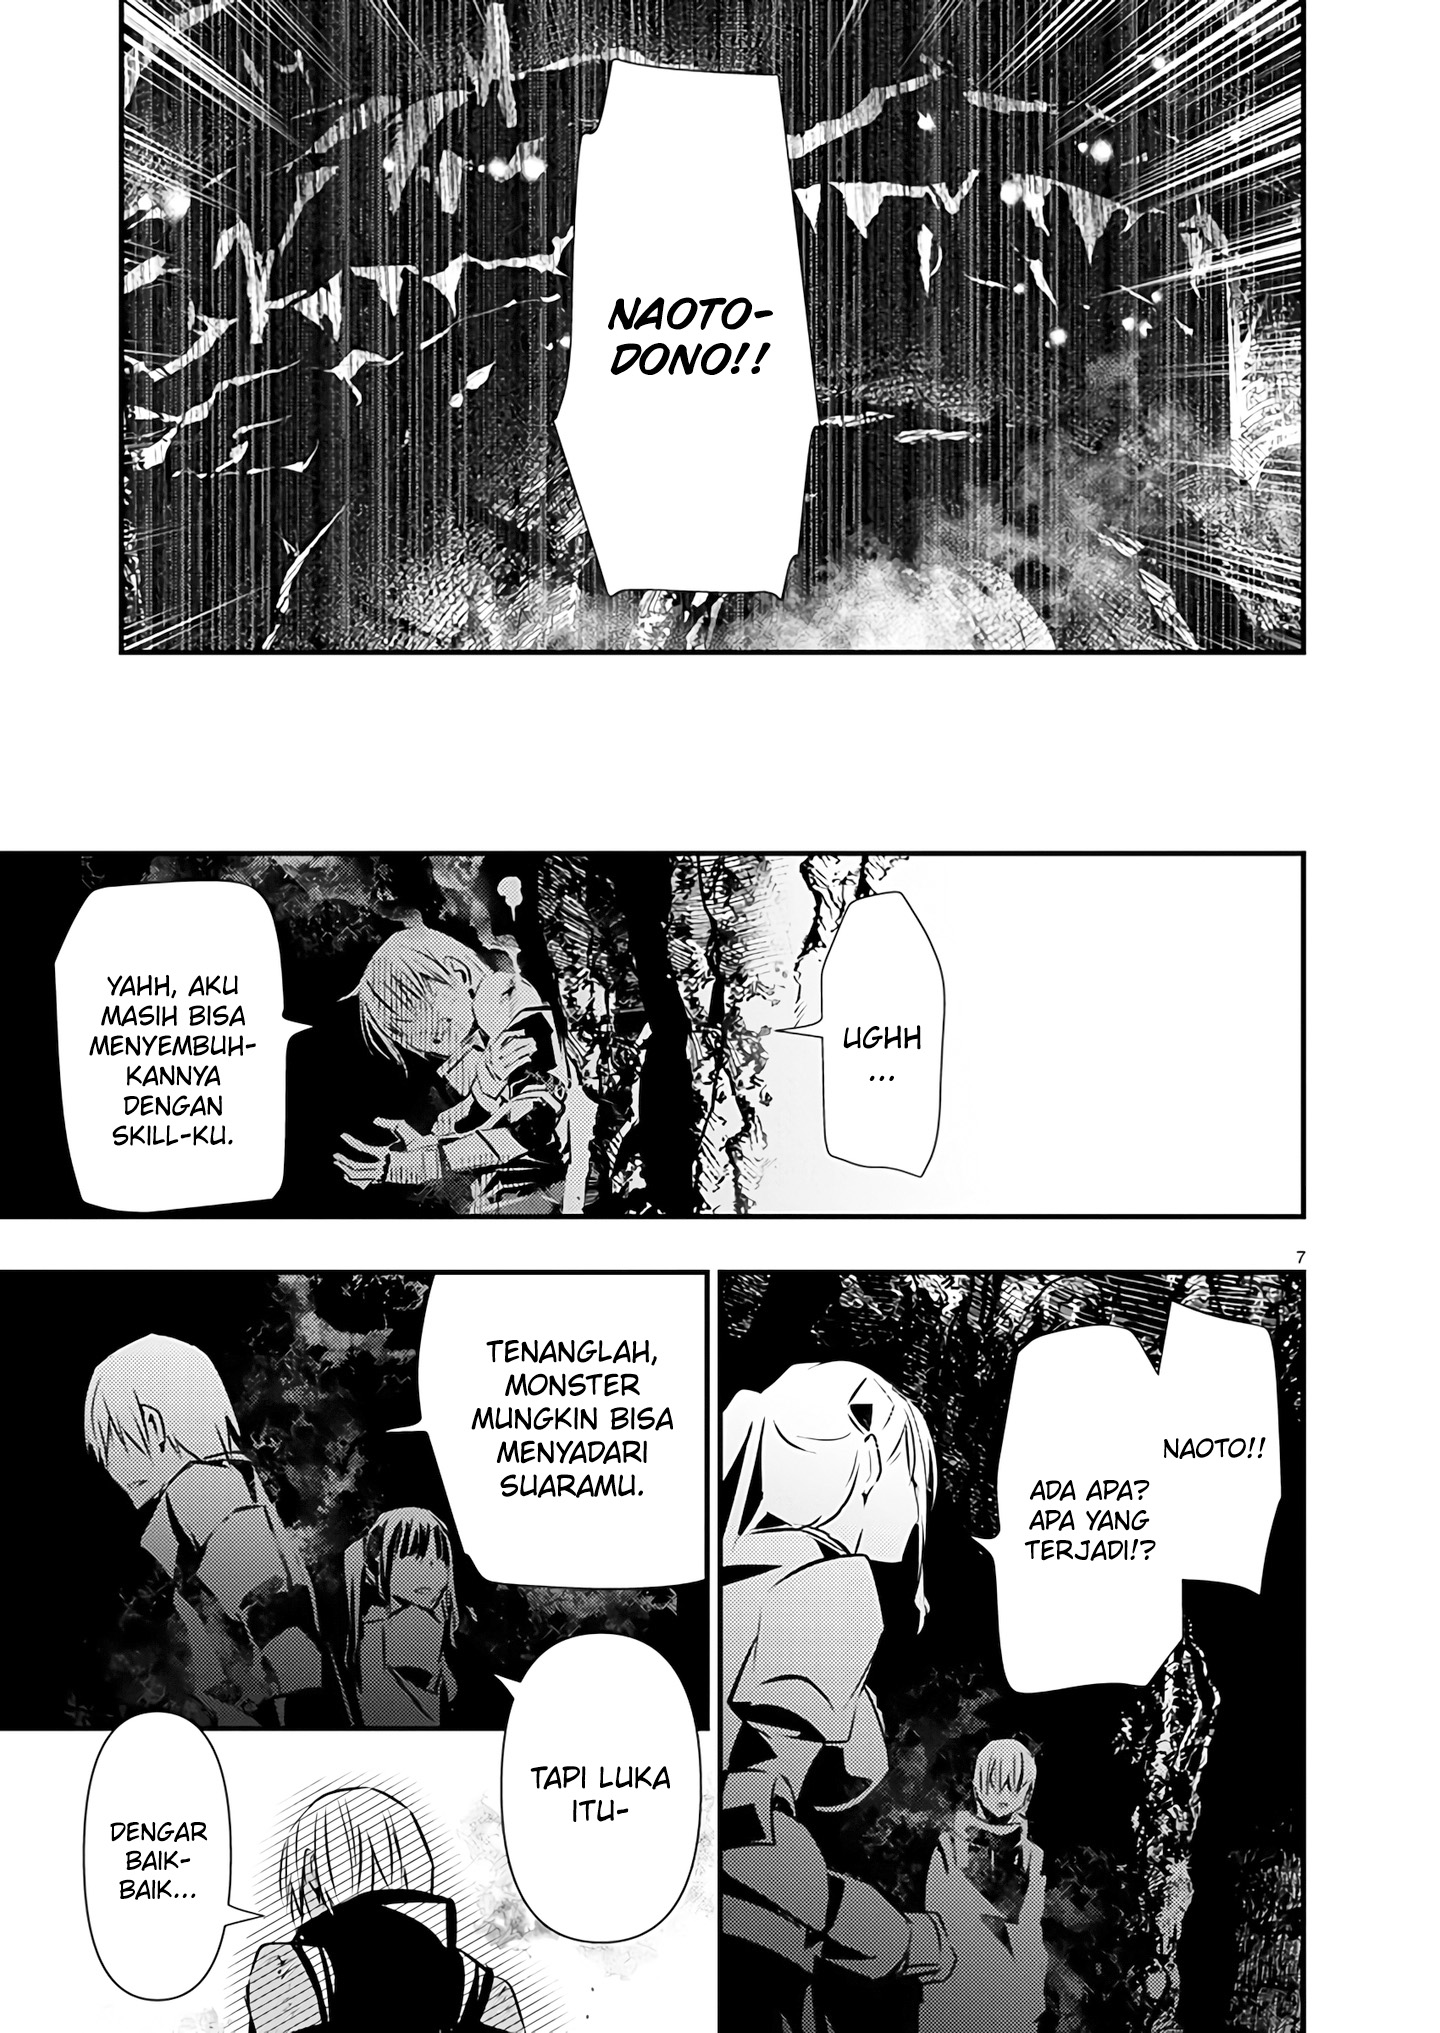 NAOTO-
DONO!!
UGHH
...
YAHH, AKU
MASIH BISA
MENYEMBUH-
KANNYA
DENGAN
SKILL-KU.
7
NAOTO!!
ADA APA?
APA YANG
TERJADI!?
TENANGLAH,
MONSTER
MUNGKIN BISA
MENYADARI
SUARAMU.
TAPI LUKA
ITU-
DENGAR
BAIK-
BAIK...